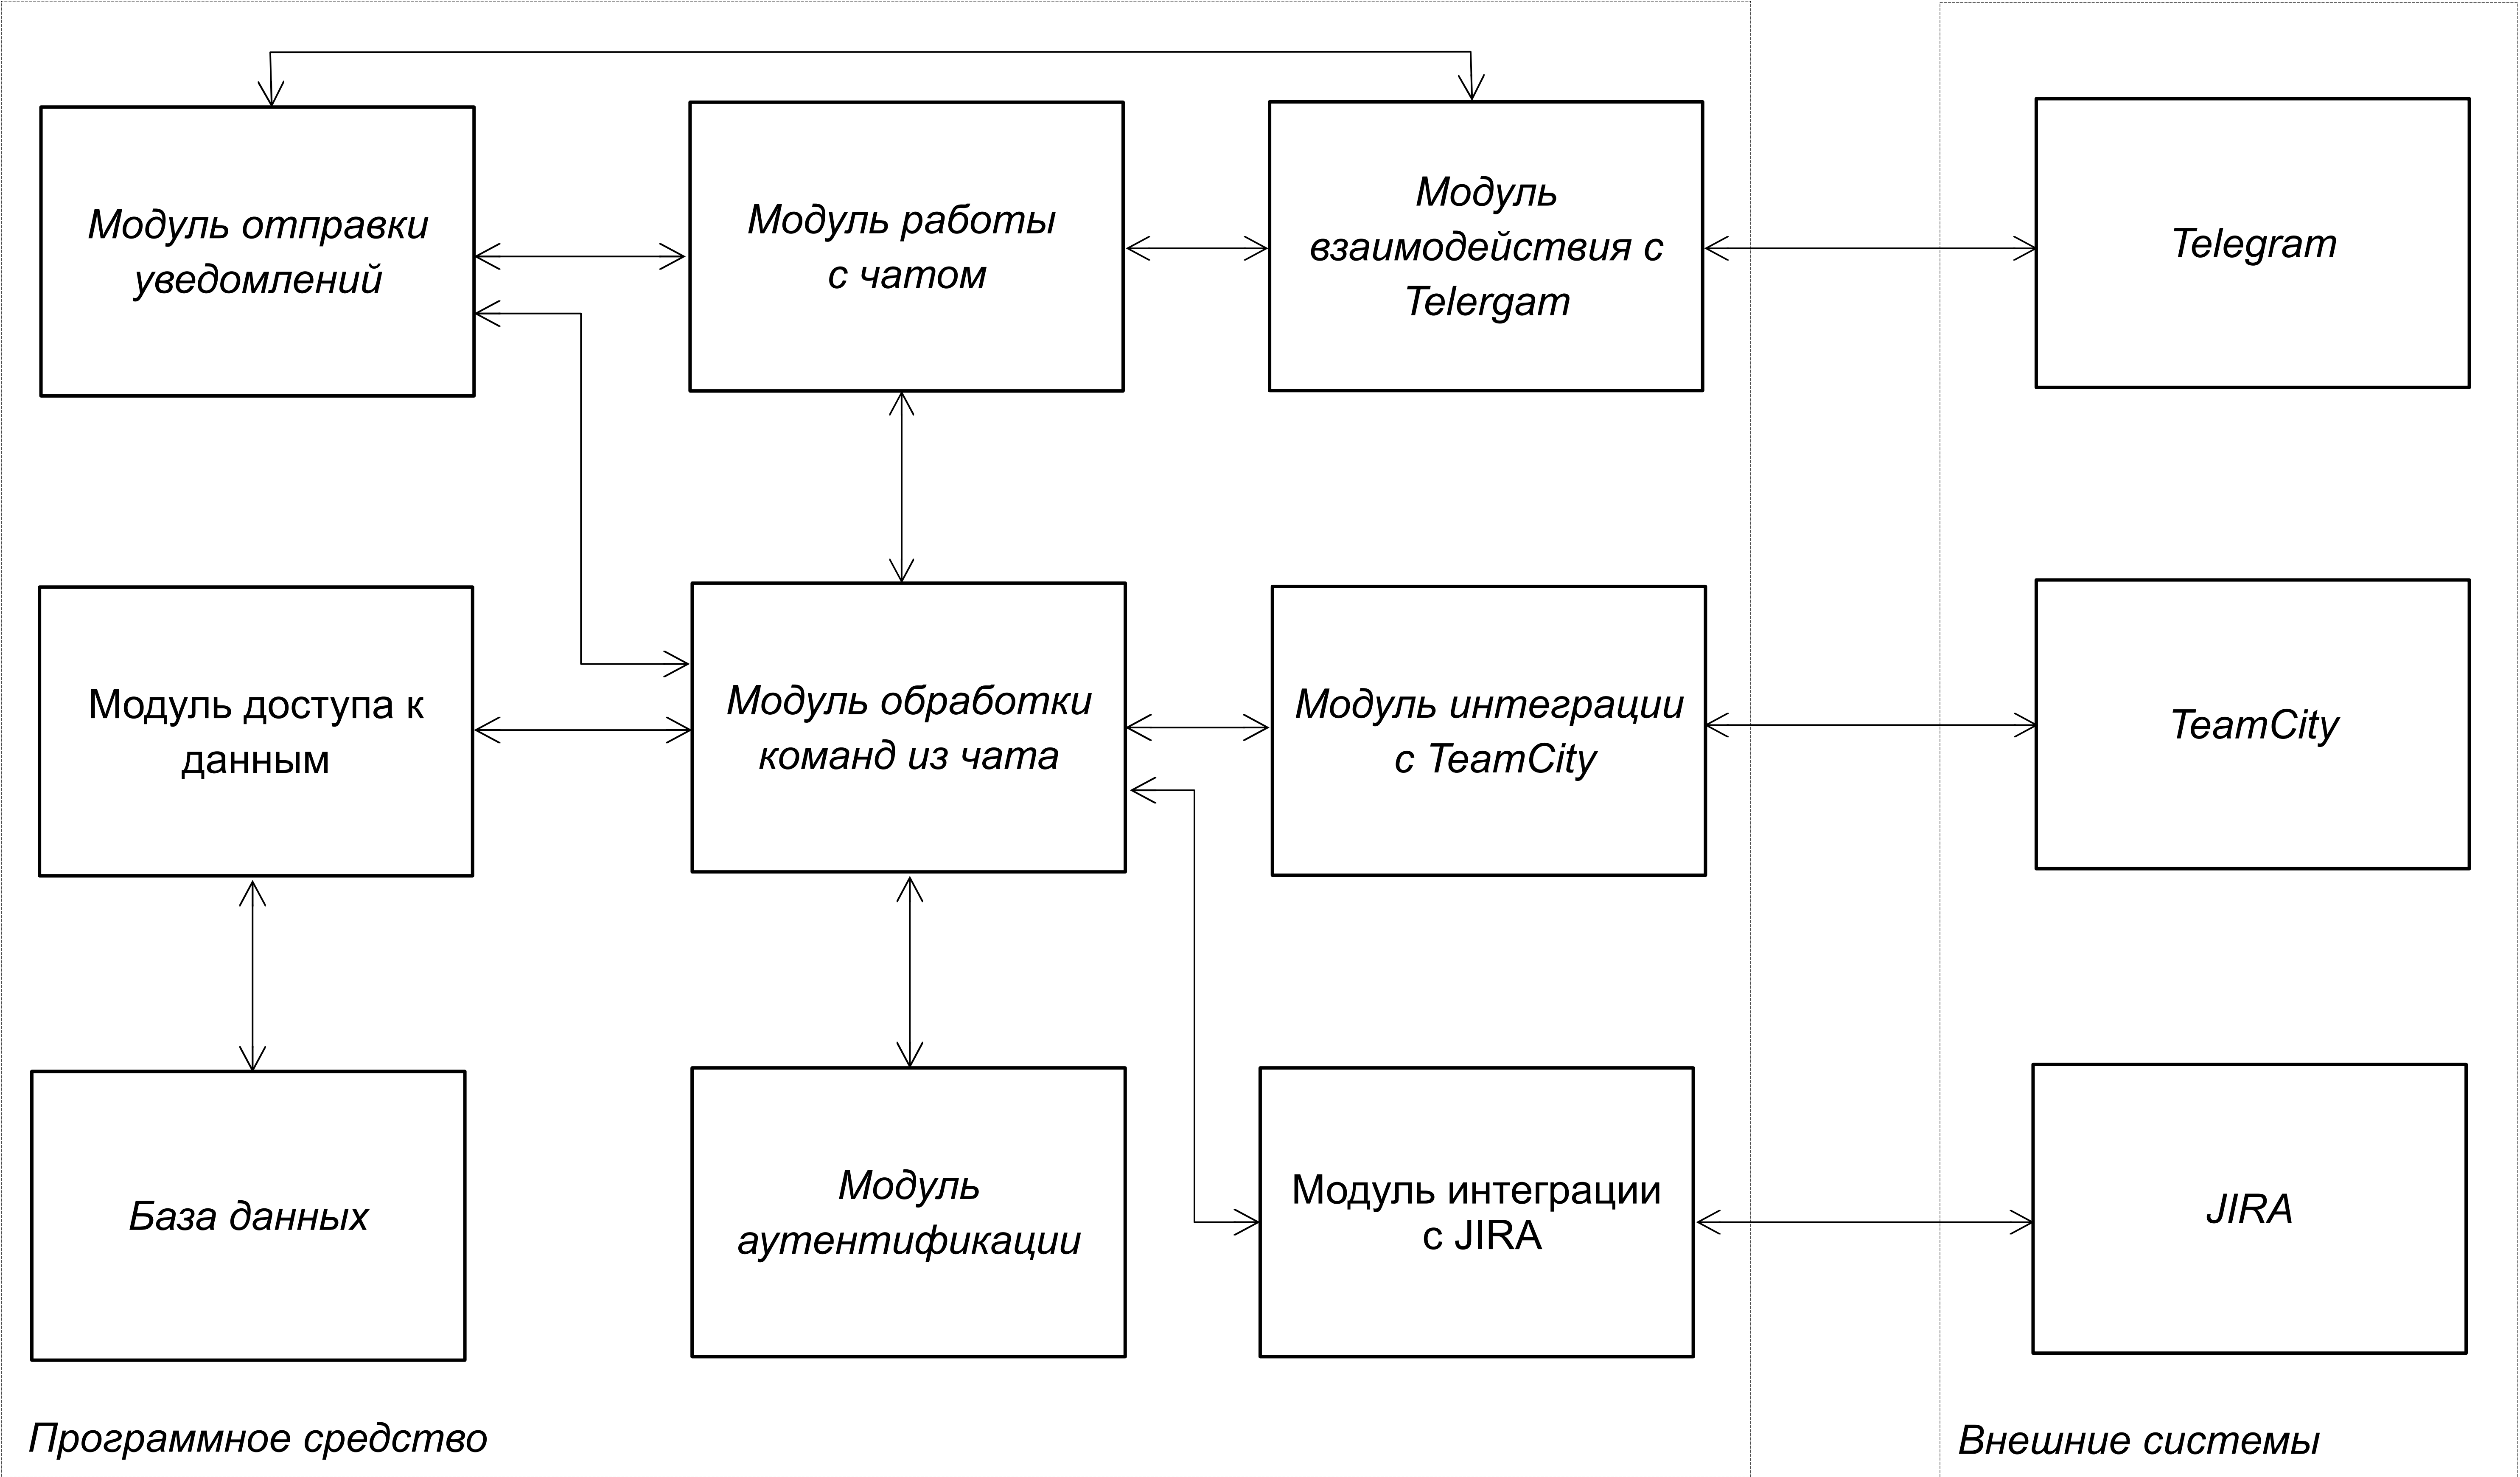 Модуль отправки
уведомлений
Модуль работы
с чатом
Модуль
взаимодействия с
Telergam
Telegram
Модуль доступа к
данным
Модуль обработки
команд из чата
Модуль интеграции
с TeamCity
TeamCity
База данных
Модуль
аутентификации
Модуль интеграции
с JIRA
JIRA
Программное средство
Внешние системы